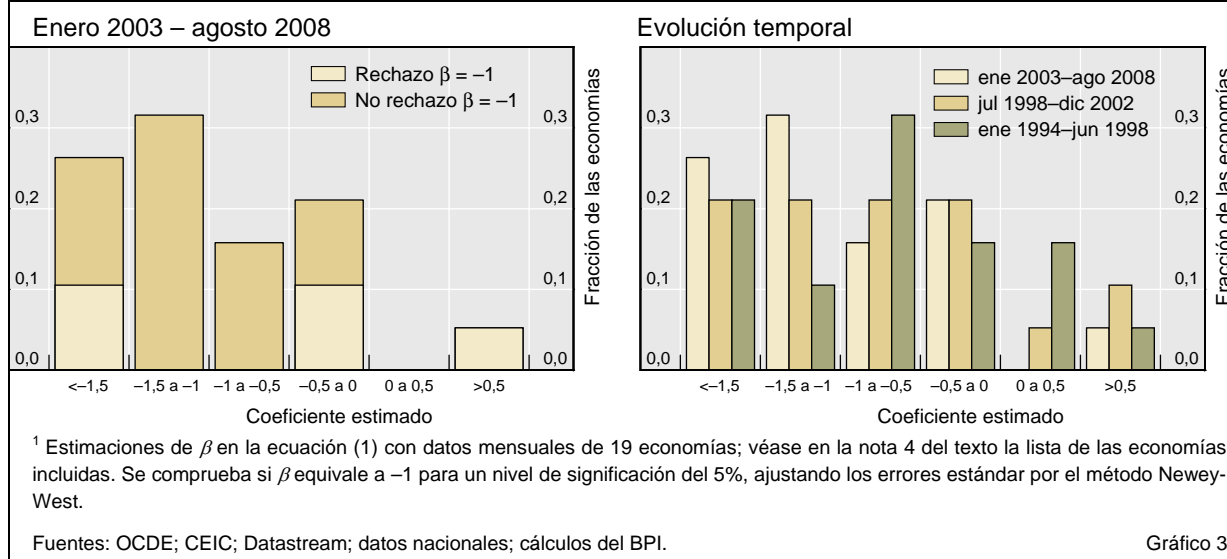 Enero 2003 – agosto 2008
Rechazo β = –1
No rechazo β = –1
0,3
0,2
0,1
0,0
0,3
0,2
0,1
0,0
Fracción de las economías
<–1,5
–1,5 a –1
–1 a –0,5
–0,5 a 0
0 a 0,5
>0,5
Coeficiente estimado
Evolución temporal
ene 2003–ago 2008
jul 1998–dic 2002
ene 1994–jun 1998
0,3
0,2
0,1
0,0
0,3
0,2
0,1
0,0
Fracción de las economías
<–1,5
–1,5 a –1
–1 a –0,5
–0,5 a 0
0 a 0,5
>0,5
Coeficiente estimado
1 Estimaciones de β en la ecuación (1) con datos mensuales de 19 economías; véase en la nota 4 del texto la lista de las economías
incluidas. Se comprueba si β equivale a –1 para un nivel de significación del 5%, ajustando los errores estándar por el método Newey-
West.
Fuentes: OCDE; CEIC; Datastream; datos nacionales; cálculos del BPI.
Gráfico 3